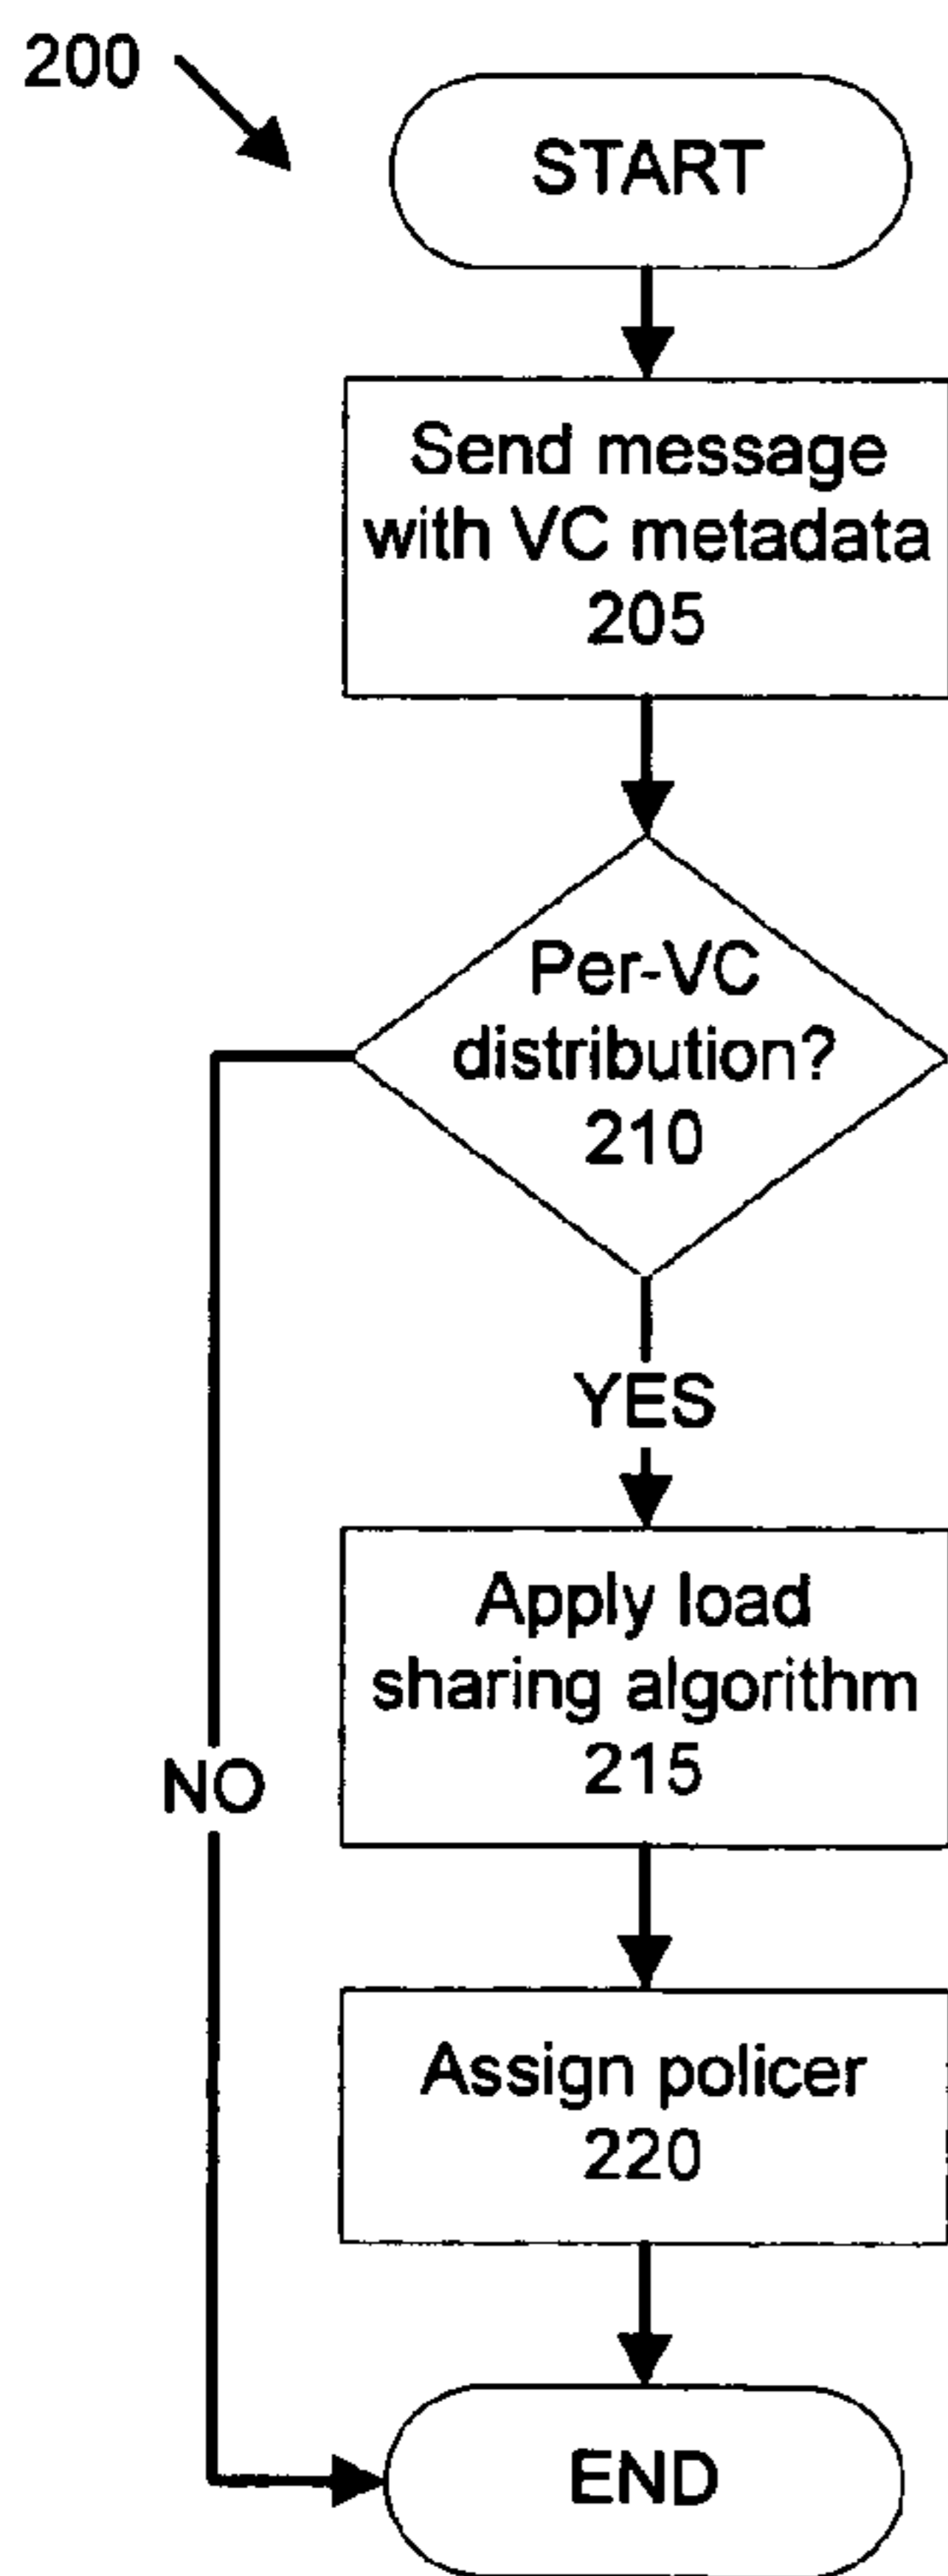 200
START
Send message
with VC metadata
205
Per-VC
distribution?
210
YES
Apply load
sharing algorithm
215
NO
Assign policer
220
END